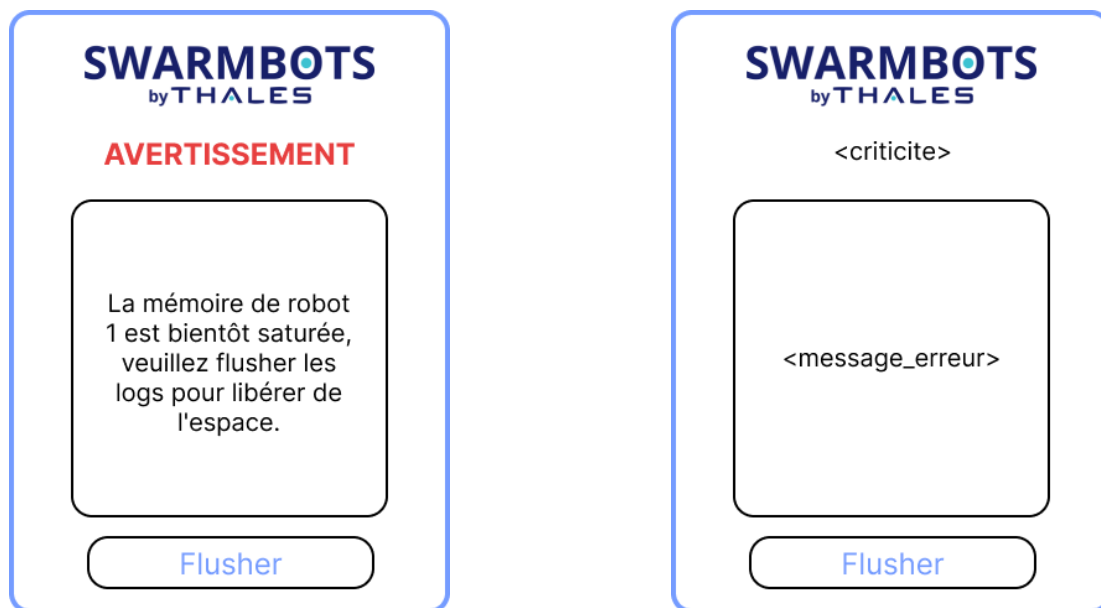 SWARMBOTS
by THALES
AVERTISSEMENT
La mémoire de robot
1 est bientôt saturée,
veuillez flusher les
logs pour libérer de
l'espace.
Flusher
SWARMBOTS
by THALES
<criticite>
<message_erreur>
Flusher